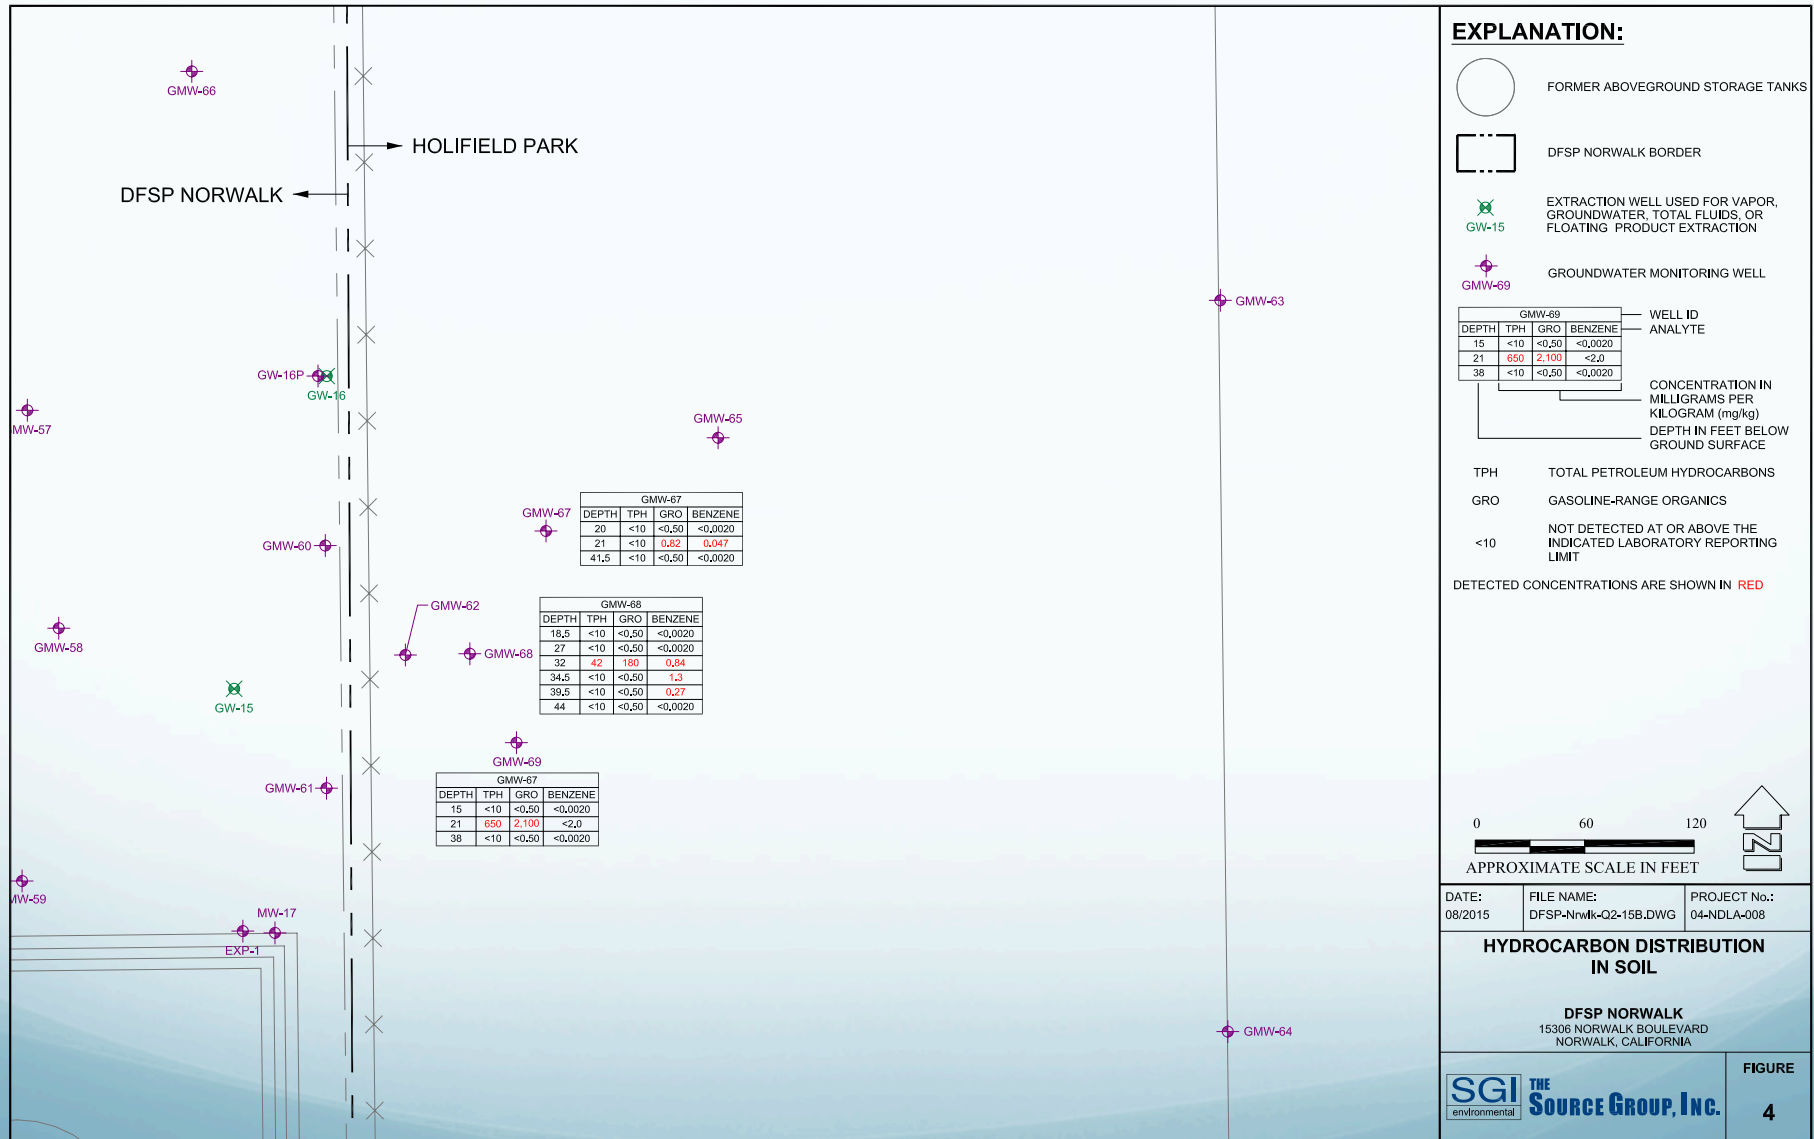 GMW-66
HOLIFIELD PARK
DFSP NORWALK
GMW-63
GW-16P
GW-16
MW-57
GMW-65
GMW-67
GMW-67
DEPTH TPH GRO BENZENE
20 <10 <0.50 <0.0020
21 <10 0.82 0.047
41.5 <10 <0.50 <0.0020
GMW-60
GMW-62
GMW-58
GMW-68
GMW-68
DEPTH TPH GRO BENZENE
18.5 <10 <0.50 <0.0020
27 <10 <0.50 <0.0020
32 42 180 0.84
34.5 <10 <0.50 1.3
39.5 <10 <0.50 0.27
44 <10 <0.50 <0.0020
GW-15
GMW-69
GMW-61
GMW-67
DEPTH TPH GRO BENZENE
15 <10 <0.50 <0.0020
21 650 2,100 <2.0
38 <10 <0.50 <0.0020
MW-59
MW-17
EXP-1
GMW-64
EXPLANATION:
FORMER ABOVEGROUND STORAGE TANKS
DFSP NORWALK BORDER
GW-15
EXTRACTION WELL USED FOR VAPOR,
GROUNDWATER, TOTAL FLUIDS, OR
FLOATING PRODUCT EXTRACTION
GMW-69
GROUNDWATER MONITORING WELL
GMW-69
DEPTH TPH GRO BENZENE
15 <10 <0.50 <0.0020
21 650 2,100 <2.0
38 <10 <0.50 <0.0020
WELL ID
ANALYTE
CONCENTRATION IN
MILLIGRAMS PER
KILOGRAM (mg/kg)
DEPTH IN FEET BELOW
GROUND SURFACE
TPH TOTAL PETROLEUM HYDROCARBONS
GRO GASOLINE-RANGE ORGANICS
<10
NOT DETECTED AT OR ABOVE THE
INDICATED LABORATORY REPORTING
LIMIT
DETECTED CONCENTRATIONS ARE SHOWN IN RED
0 60 120
APPROXIMATE SCALE IN FEET
N
DATE:
08/2015
FILE NAME:
DFSP-Nrwlk-Q2-15B.DWG
PROJECT No.:
04-NDLA-008
HYDROCARBON DISTRIBUTION
IN SOIL
DFSP NORWALK
15306 NORWALK BOULEVARD
NORWALK, CALIFORNIA
SGI
environmental
THE
SOURCE GROUP, INC.
FIGURE
4